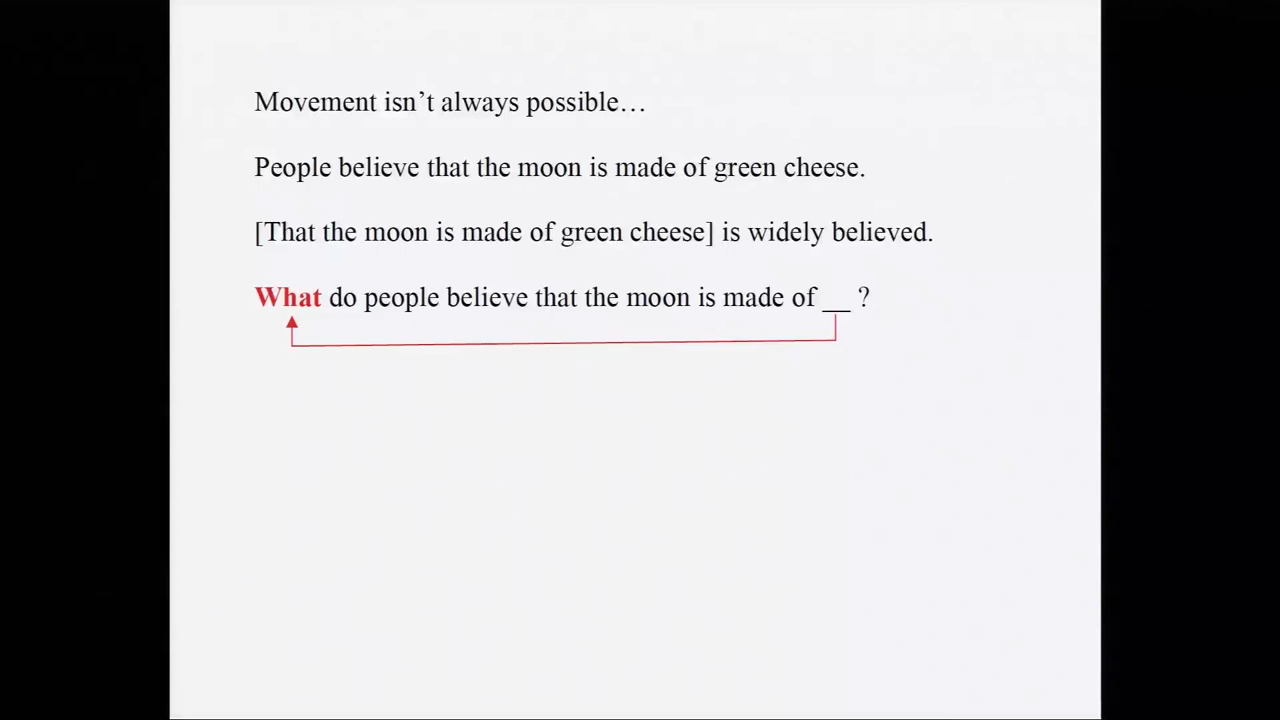 Movement isn’t always possible…
People believe that the moon is made of green cheese.
[That the moon is made of green cheese] is widely believed.
What do people believe that the moon is made of __ ?